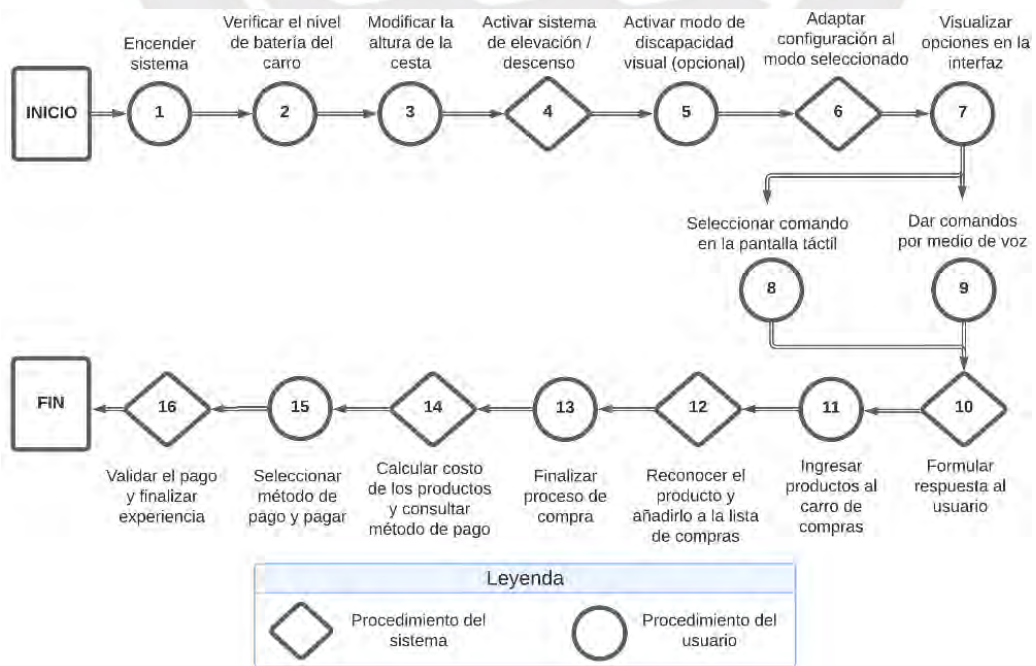 INICIO
Encender
sistema
1
Verificar el nivel
de batería del
carro
2
Modificar la
altura de la
cesta
3
Activar sistema
de elevación /
descenso
4
Activar modo de
discapacidad
visual (opcional)
5
Adaptar
configuración al
modo seleccionado
6
Visualizar
opciones en la
interfaz
7
Seleccionar comando
en la pantalla táctil
8
Dar comandos
por medio de voz
9
10
Formular
respuesta al
usuario
11
Ingresar
productos al
carro de
compras
12
Reconocer el
producto y
añadirlo a la lista
de compras
13
Finalizar
proceso de
compra
14
Calcular costo
de los productos
y consultar
método de pago
15
Seleccionar
método de
pago y pagar
16
Validar el pago
y finalizar
experiencia
FIN
Leyenda
Procedimiento del
sistema
Procedimiento del
usuario